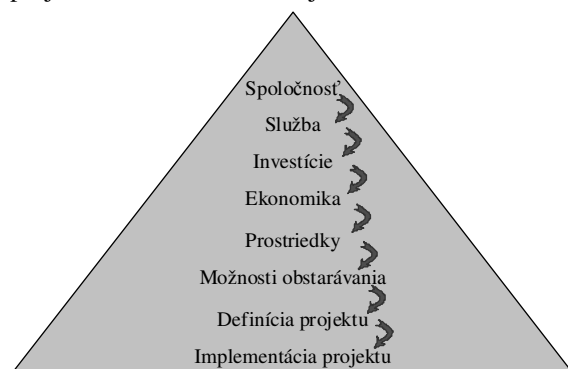 Spoločnosť
Služba
Investície
Ekonomika
Prostriedky
Možnosti obstarávania
Definícia projektu
Implementácia projektu